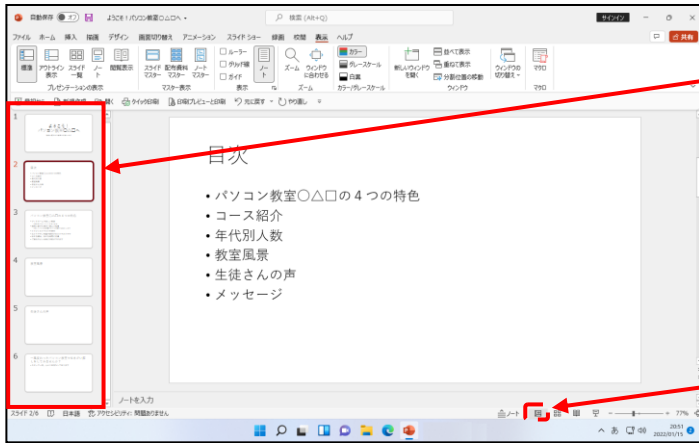 自動保存 オフ ようこそ！パソコン教室〇△□へ 検索 (Alt+Q) サインイン
ファイル ホーム 挿入 描画 デザイン 画面切り替え アニメーション スライド ショー 録画 校閲 表示 ヘルプ 共有
標準 アウトライン表示 スライド一覧 ノート 閲覧表示 スライドマスター 配布資料マスター ノートマスター ルーラー グリッド線 ガイド ノート ズーム ウィンドウに合わせる カラー グレースケール 白黒 新しいウィンドウを開く 並べて表示 重ねて表示 分割位置の移動 ウィンドウの切り替え マクロ
プレゼンテーションの表示 マスター表示 表示 ズーム カラー/グレースケール ウィンドウ マクロ
クイック印刷 印刷プレビューと印刷 元に戻す やり直し
1
2
3
4
5
6
目次
• パソコン教室〇△□の４つの特色
• コース紹介
• 年代別人数
• 教室風景
• 生徒さんの声
• メッセージ
ノートを入力
スライド 2/6 日本語 アクセシビリティ: 問題ありません ノート 77%
あ 20:51
2022/01/15